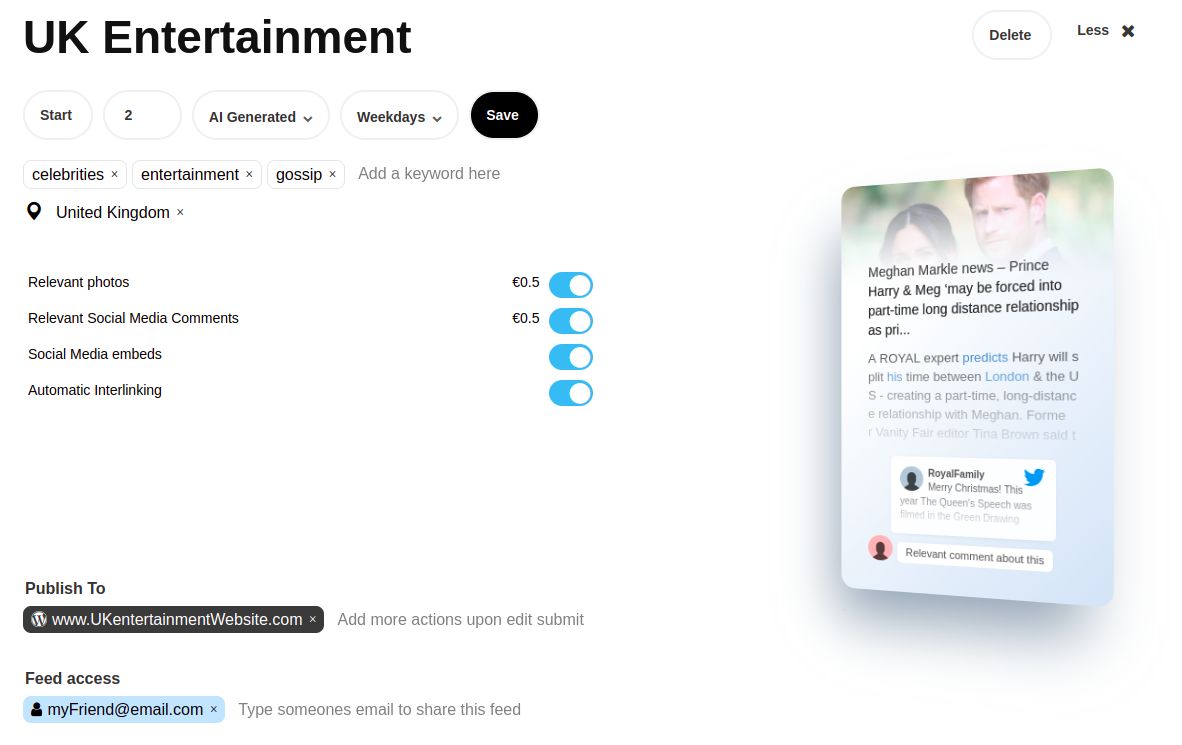 UK Entertainment
Delete
Less ✖
Start
2
AI Generated
Weekdays
Save
celebrities × entertainment × gossip × Add a keyword here
United Kingdom ×
Relevant photos €0.5
Relevant Social Media Comments €0.5
Social Media embeds
Automatic Interlinking
Publish To
www.UKentertainmentWebsite.com × Add more actions upon edit submit
Feed access
myFriend@email.com × Type someones email to share this feed
Meghan Markle news – Prince
Harry & Meg 'may be forced into
part-time long distance relationship
as pri...
A ROYAL expert predicts Harry will s
plit his time between London & the U
S - creating a part-time, long-distanc
e relationship with Meghan. Forme
r Vanity Fair editor Tina Brown said t
RoyalFamily
Merry Christmas! This
year The Queen's Speech was
filmed in the Green Drawing
Relevant comment about this